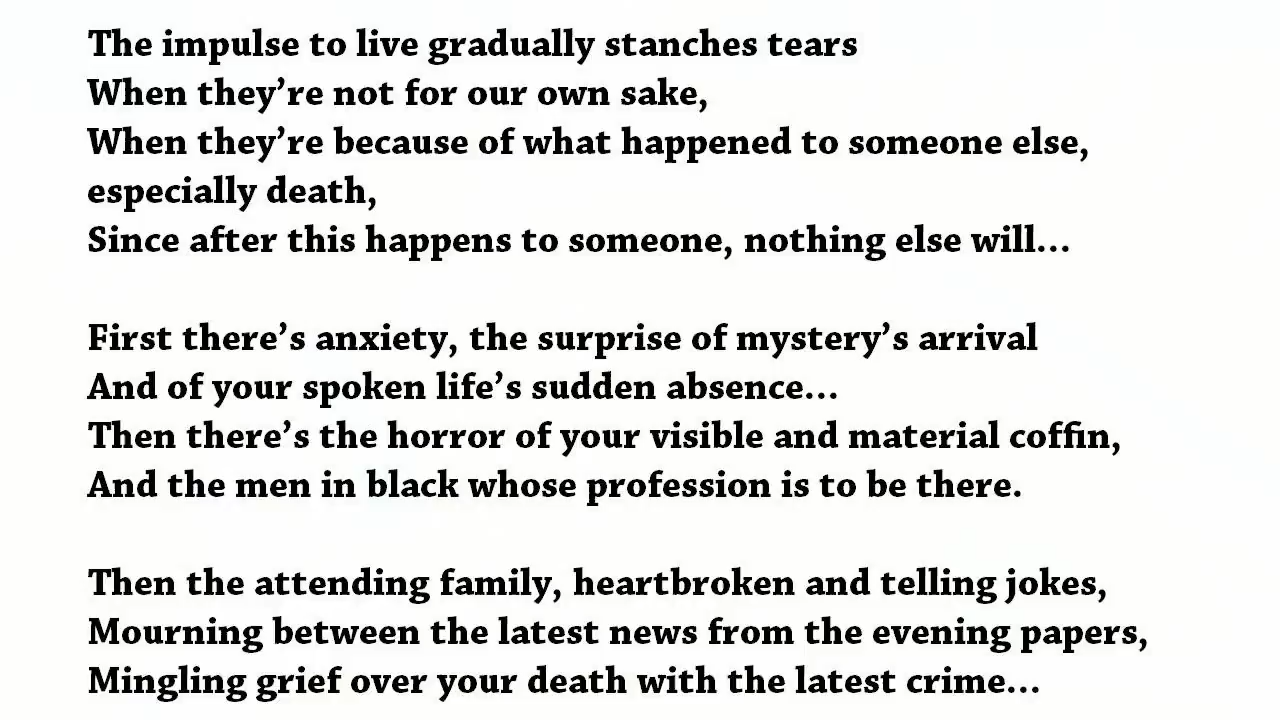 The impulse to live gradually stanches tears
When they’re not for our own sake,
When they’re because of what happened to someone else,
especially death,
Since after this happens to someone, nothing else will…
First there’s anxiety, the surprise of mystery’s arrival
And of your spoken life’s sudden absence…
Then there’s the horror of your visible and material coffin,
And the men in black whose profession is to be there.
Then the attending family, heartbroken and telling jokes,
Mourning between the latest news from the evening papers,
Mingling grief over your death with the latest crime…